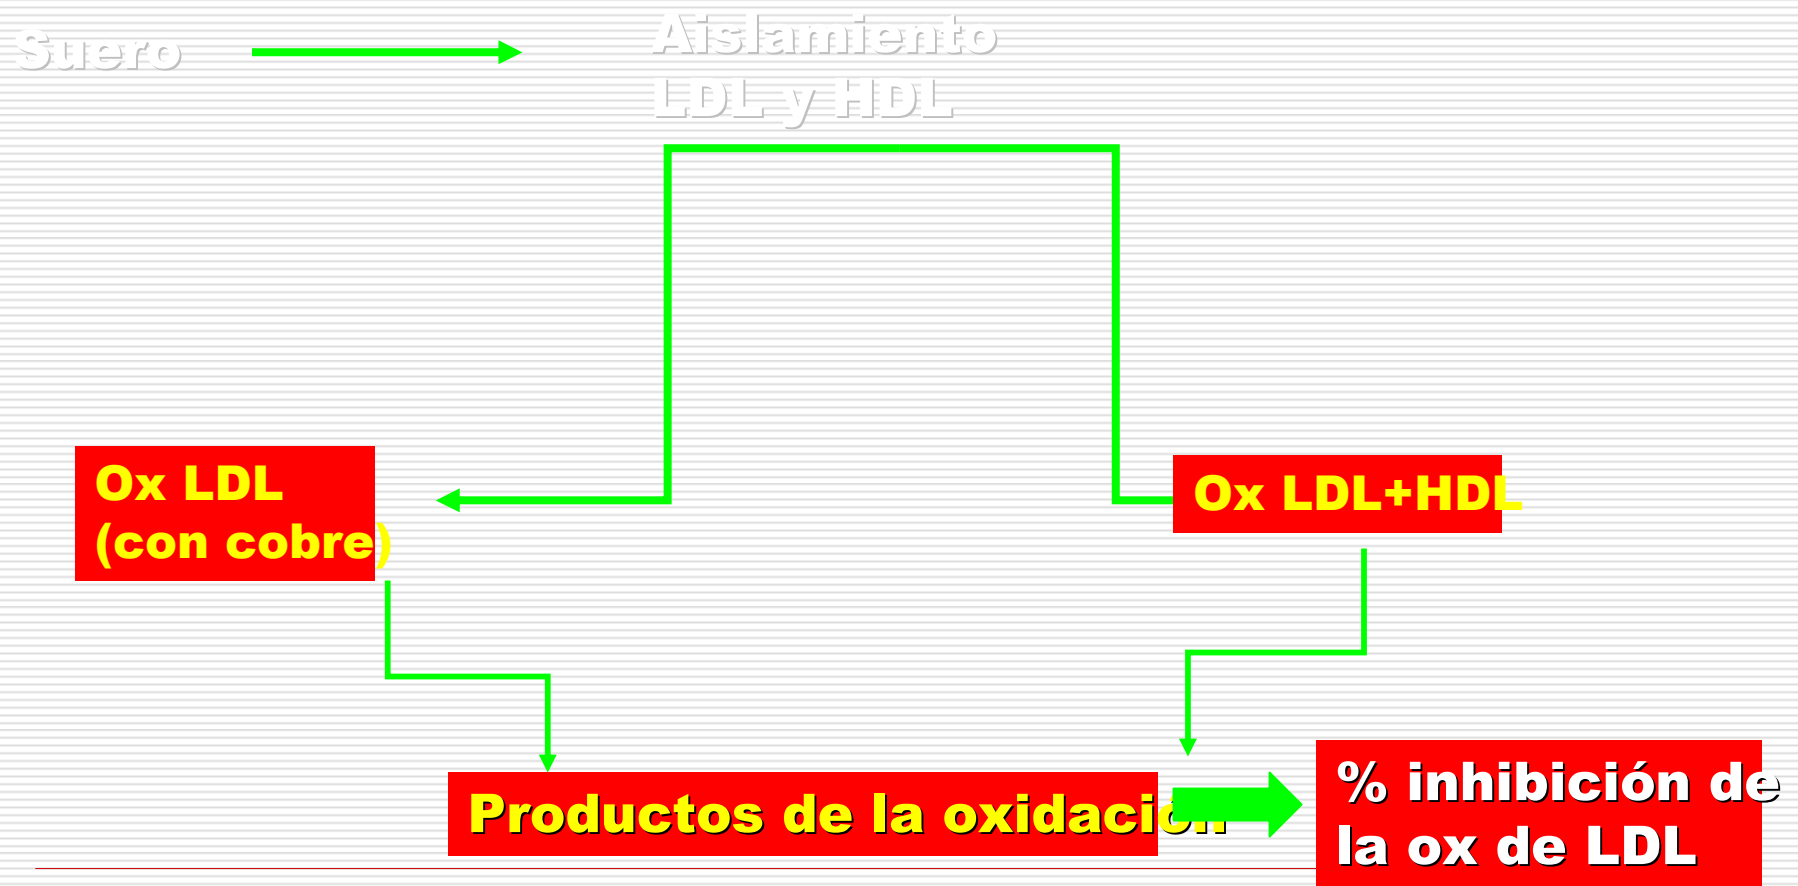 Suero
Aislamiento
LDL y HDL
Ox LDL
(con cobre)
Ox LDL+HDL
Productos de la oxidación
% inhibición de
la ox de LDL